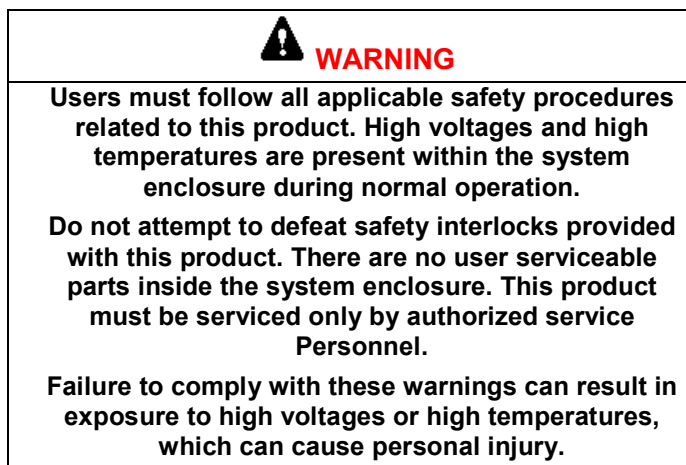 WARNING
Users must follow all applicable safety procedures
related to this product. High voltages and high
temperatures are present within the system
enclosure during normal operation.
Do not attempt to defeat safety interlocks provided
with this product. There are no user serviceable
parts inside the system enclosure. This product
must be serviced only by authorized service
Personnel.
Failure to comply with these warnings can result in
exposure to high voltages or high temperatures,
which can cause personal injury.